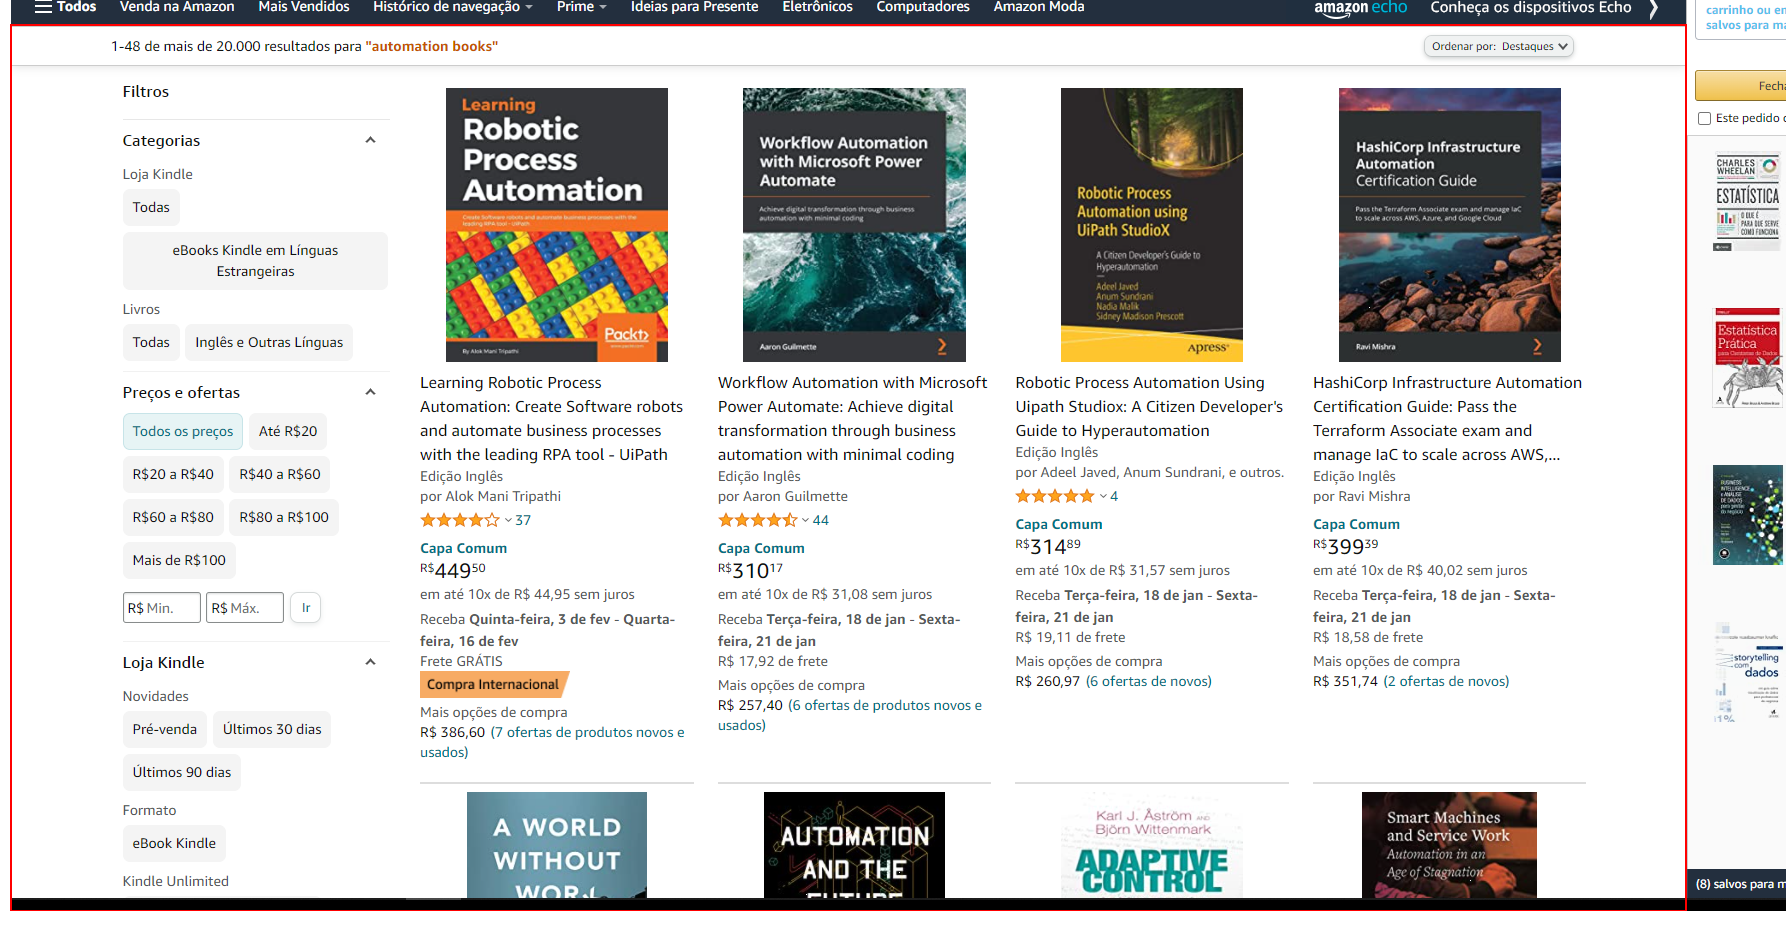 Todos
Venda na Amazon
Mais Vendidos
Histórico de navegação
Prime
Ideias para Presente
Eletrônicos
Computadores
Amazon Moda
amazon echo
Conheça os dispositivos Echo
carrinho ou
salvos para
1-48 de mais de 20.000 resultados para "automation books"
Ordenar por: Destaques
Este pedido
Filtros
Categorias
Loja Kindle
Todas
eBooks Kindle em Línguas
Estrangeiras
Livros
Todas
Inglês e Outras Línguas
Preços e ofertas
Todos os preços
Até R$20
R$20 a R$40
R$40 a R$60
R$60 a R$80
R$80 a R$100
Mais de R$100
R$ Min.
R$ Máx.
Ir
Loja Kindle
Novidades
Pré-venda
Últimos 30 dias
Últimos 90 dias
Formato
eBook Kindle
Kindle Unlimited
Learning
Robotic
Process
Automation
Create Software robots and automate business processes with the
leading RPA tool - UiPath
Packt>
By Alok Mani Tripathi
Learning Robotic Process
Automation: Create Software robots
and automate business processes
with the leading RPA tool - UiPath
Edição Inglês
por Alok Mani Tripathi
37
Capa Comum
R$44950
em até 10x de R$ 44,95 sem juros
Receba Quinta-feira, 3 de fev - Quarta-
feira, 16 de fev
Frete GRÁTIS
Compra Internacional
Mais opções de compra
R$ 386,60 (7 ofertas de produtos novos e
usados)
Workflow Automation
with Microsoft Power
Automate
Achieve digital transformation through business
automation with minimal coding
Aaron Guilmette
Workflow Automation with Microsoft
Power Automate: Achieve digital
transformation through business
automation with minimal coding
Edição Inglês
por Aaron Guilmette
44
Capa Comum
R$31017
em até 10x de R$ 31,08 sem juros
Receba Terça-feira, 18 de jan - Sexta-
feira, 21 de jan
R$ 17,92 de frete
Mais opções de compra
R$ 257,40 (6 ofertas de produtos novos e
usados)
Robotic Process
Automation using
UiPath StudioX
A Citizen Developer's Guide to
Hyperautomation
Adeel Javed
Anum Sundrani
Nadia Malik
Sidney Madison Prescott
Apress
Robotic Process Automation Using
Uipath Studiox: A Citizen Developer's
Guide to Hyperautomation
Edição Inglês
por Adeel Javed, Anum Sundrani, e outros.
4
Capa Comum
R$31489
em até 10x de R$ 31,57 sem juros
Receba Terça-feira, 18 de jan - Sexta-
feira, 21 de jan
R$ 19,11 de frete
Mais opções de compra
R$ 260,97 (6 ofertas de novos)
HashiCorp Infrastructure
Automation
Certification Guide
Pass the Terraform Associate exam and manage IaC
to scale across AWS, Azure, and Google Cloud
Ravi Mishra
HashiCorp Infrastructure Automation
Certification Guide: Pass the
Terraform Associate exam and
manage IaC to scale across AWS,...
Edição Inglês
por Ravi Mishra
Capa Comum
R$39939
em até 10x de R$ 40,02 sem juros
Receba Terça-feira, 18 de jan - Sexta-
feira, 21 de jan
R$ 18,58 de frete
Mais opções de compra
R$ 351,74 (2 ofertas de novos)
A WORLD
WITHOUT
WORK
AUTOMATION
AND THE
FUTURE
Karl J. Åström AND
Björn Wittenmark
ADAPTIVE
CONTROL
Smart Machines
and Service Work
Automation in an
Age of Stagnation
CHARLES
WHEELAN
ESTATÍSTICA
O QUE É
PARA QUE SERVE
COMO FUNCIONA
Estatística
Prática
para Cientistas de Dados
BUSINESS
INTELLIGENCE
E ANÁLISE
DE DADOS
para gestão
do negócio
storytelling
com
dados
(8) salvos para